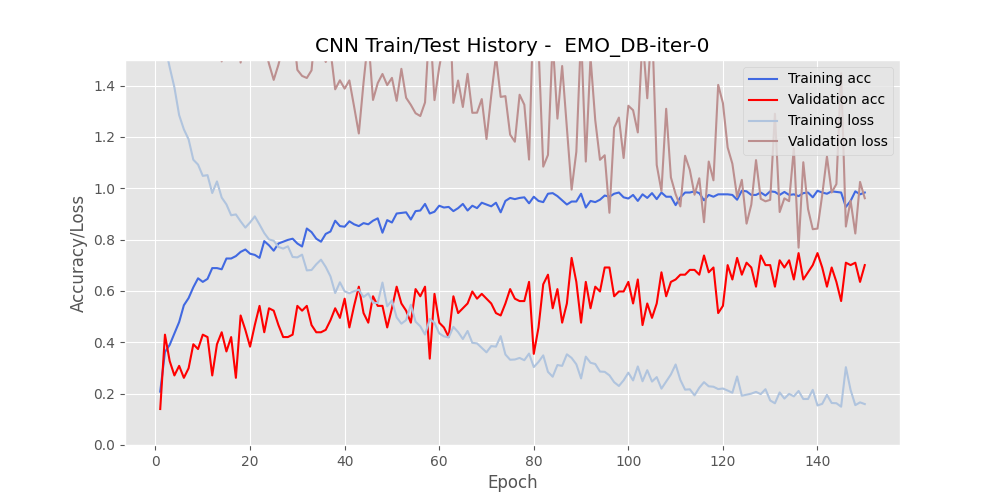 CNN Train/Test History -  EMO_DB-iter-0
Accuracy/Loss
1.4
1.2
1.0
0.8
0.6
0.4
0.2
0.0
Training acc
Validation acc
Training loss
Validation loss
0 20 40 60 80 100 120 140
Epoch